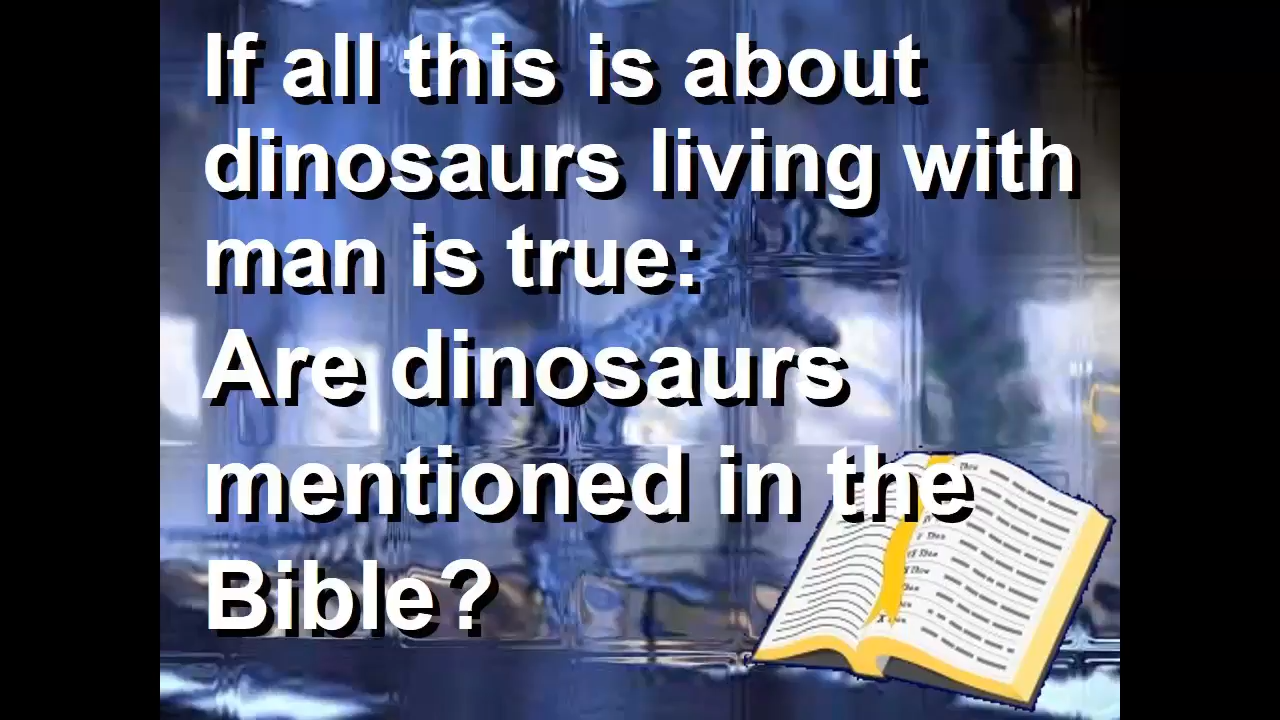 If all this is about
dinosaurs living with
man is true:
Are dinosaurs
mentioned in the
Bible?